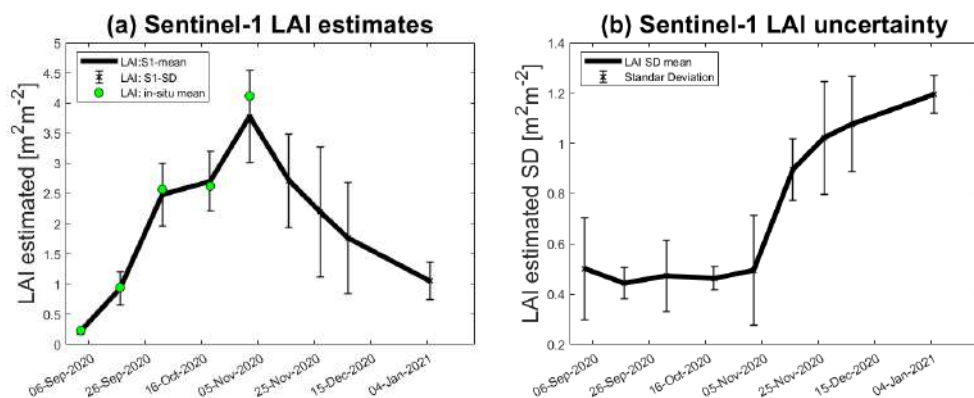 (a) Sentinel-1 LAI estimates
LAI estimated [m²m⁻²]
5
4.5
4
3.5
3
2.5
2
1.5
1
0.5
0
LAI:S1-mean
LAI: S1-SD
LAI: in-situ mean
06-Sep-2020
26-Sep-2020
16-Oct-2020
05-Nov-2020
25-Nov-2020
15-Dec-2020
04-Jan-2021
(b) Sentinel-1 LAI uncertainty
LAI estimated SD [m²m⁻²]
1.4
1.2
1
0.8
0.6
0.4
0.2
LAI SD mean
Standar Deviation
06-Sep-2020
26-Sep-2020
16-Oct-2020
05-Nov-2020
25-Nov-2020
15-Dec-2020
04-Jan-2021